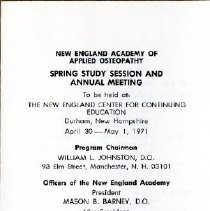 NEW ENGLAND ACADEMY OF
APPLIED OSTEOPATHY
SPRING STUDY SESSION AND
ANNUAL MEETING
To be held at:
THE NEW ENGLAND CENTER FOR CONTINUING
EDUCATION
Durham, New Hampshire
April 30 — May 1, 1971
Program Chairman
WILLIAM L. JOHNSTON, D.O.
93 Elm Street, Manchester, N. H. 03101
Officers of the New England Academy
President
MASON B. BARNEY, D.O.